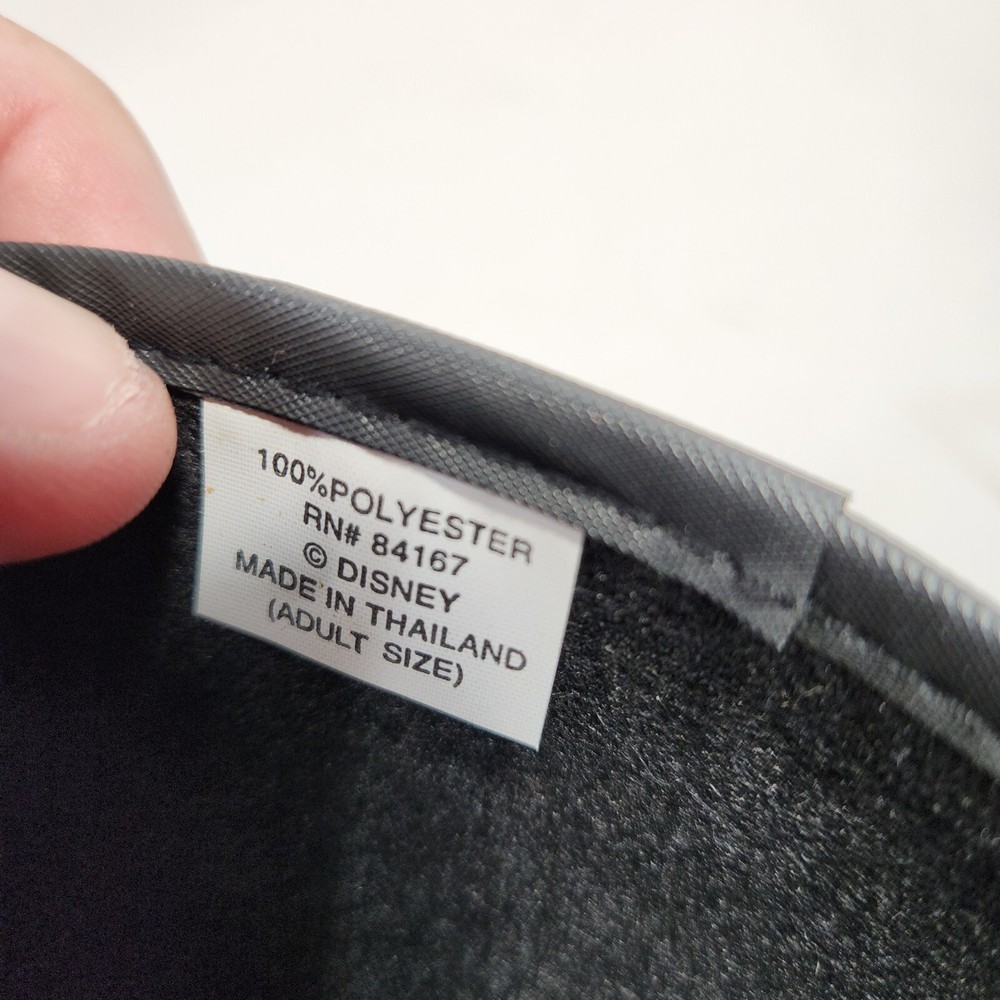 100%POLYESTER
RN# 84167
© DISNEY
MADE IN THAILAND
(ADULT SIZE)